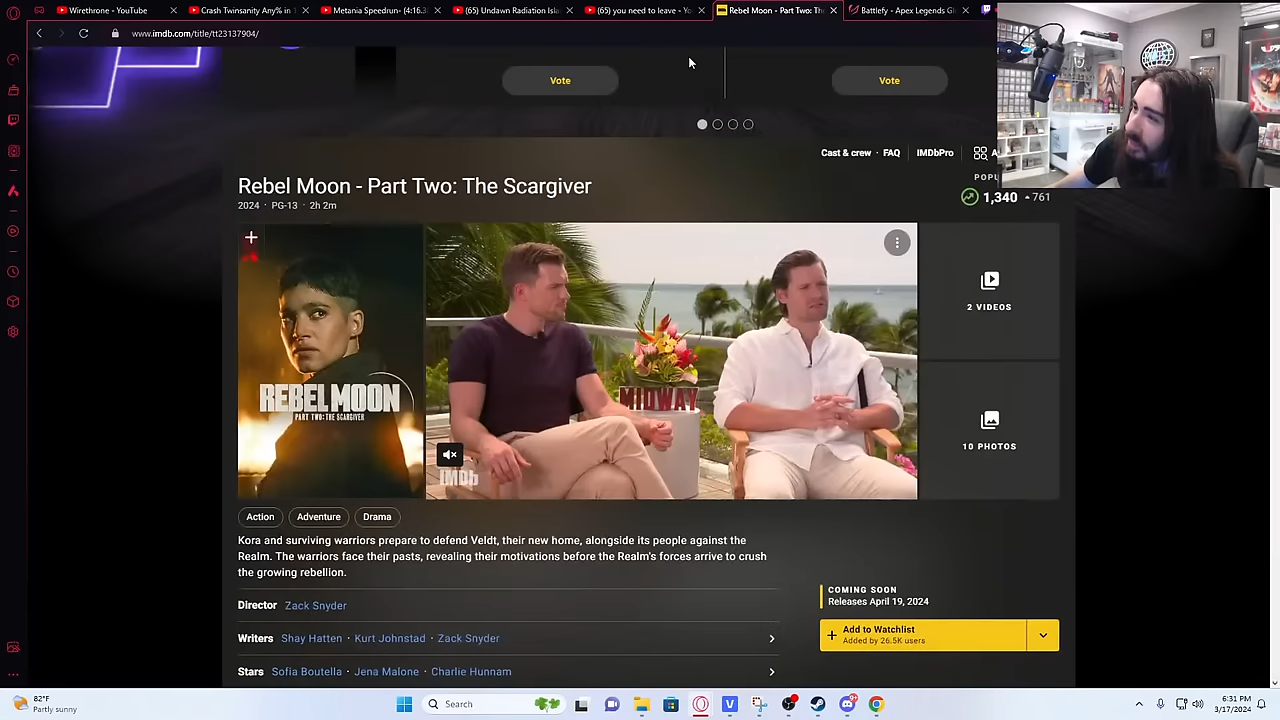 Wirethrone - YouTube
Crash Twinsanity Any% in 1
Metania Speedrun- (4:16.3
(65) Undawn Radiation Isla
(65) you need to leave - Yo
Rebel Moon - Part Two: The
Battlefy - Apex Legends Gl
www.imdb.com/title/tt23137904/
Vote
Vote
Cast & crew · FAQ
IMDbPro
Rebel Moon - Part Two: The Scargiver
2024 · PG-13 · 2h 2m
1,340
761
REBEL MOON
PART TWO: THE SCARGIVER
MIDWAY
IMDb
2 VIDEOS
10 PHOTOS
Action
Adventure
Drama
Kora and surviving warriors prepare to defend Veldt, their new home, alongside its people against the
Realm. The warriors face their pasts, revealing their motivations before the Realm's forces arrive to crush
the growing rebellion.
COMING SOON
Releases April 19, 2024
Director Zack Snyder
Add to Watchlist
Added by 26.5K users
Writers Shay Hatten · Kurt Johnstad · Zack Snyder
Stars Sofia Boutella · Jena Malone · Charlie Hunnam
82°F
Partly sunny
Search
6:31 PM
3/17/2024